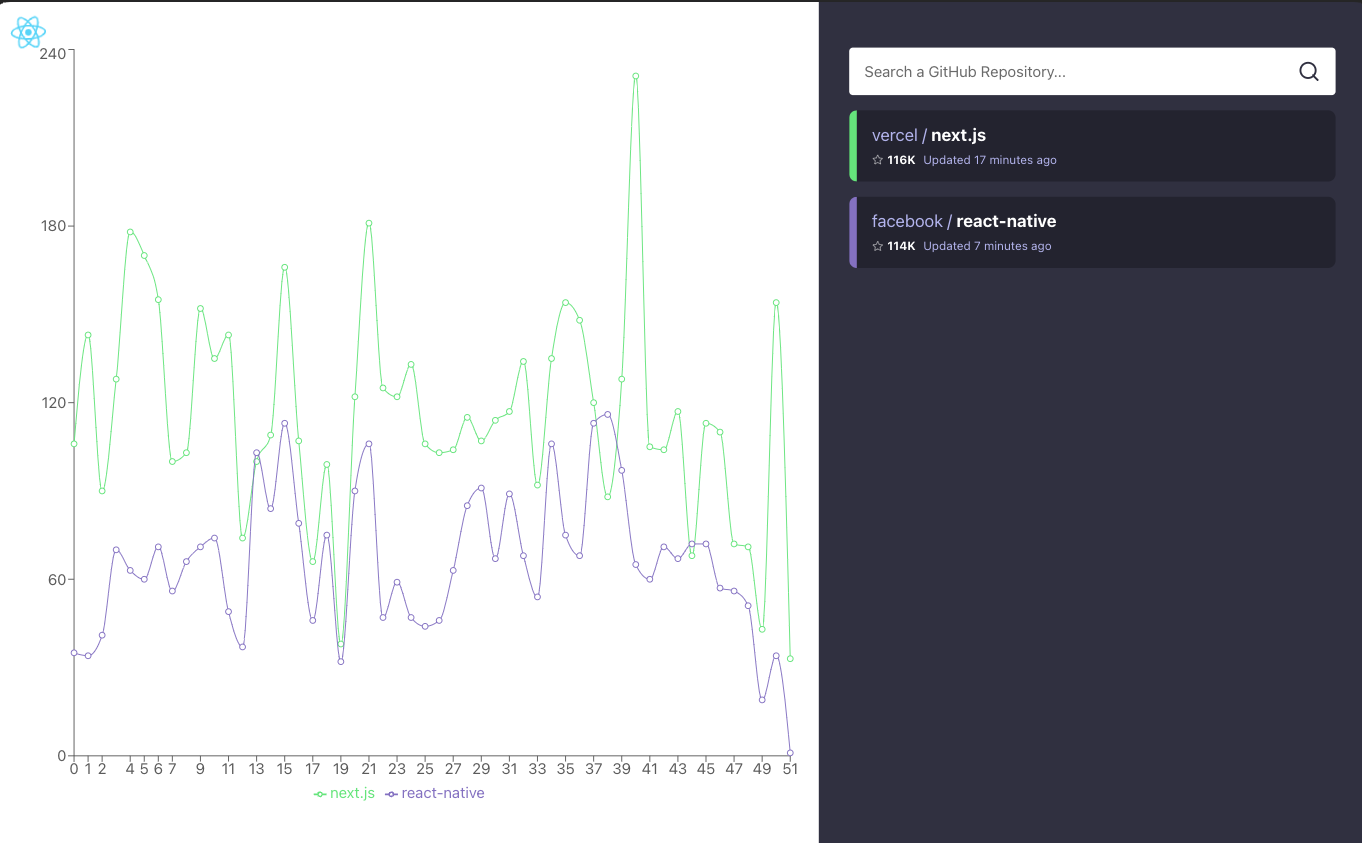 240
180
120
60
0
0 1 2 4 5 6 7 9 11 13 15 17 19 21 23 25 27 29 31 33 35 37 39 41 43 45 47 49 51
next.js react-native
Search a GitHub Repository...
vercel / next.js
116K Updated 17 minutes ago
facebook / react-native
114K Updated 7 minutes ago